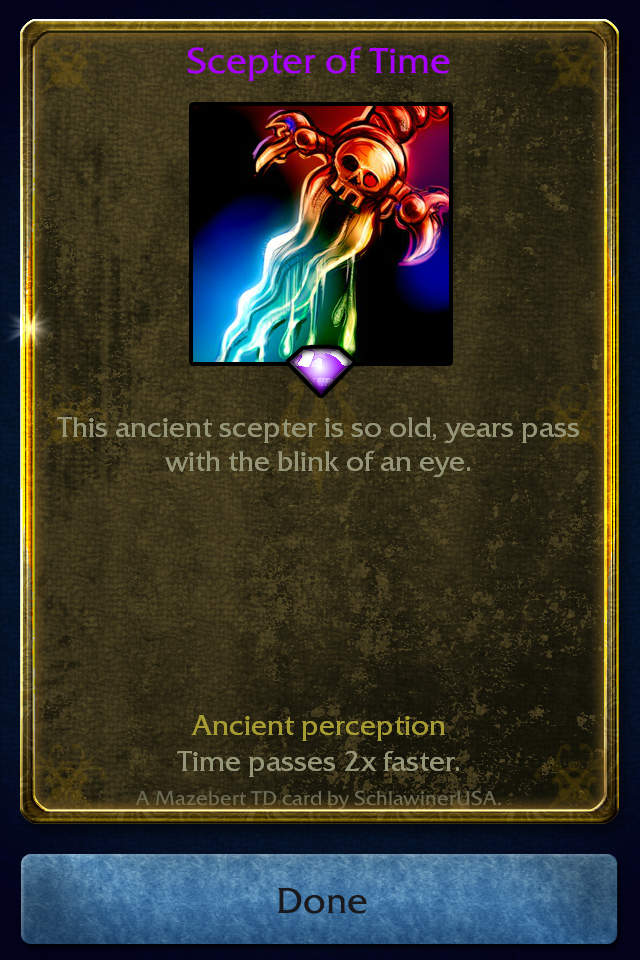 Scepter of Time
This ancient scepter is so old, years pass
with the blink of an eye.
Ancient perception
Time passes 2x faster.
A Mazebert TD card by SchlawinerUSA.
Done